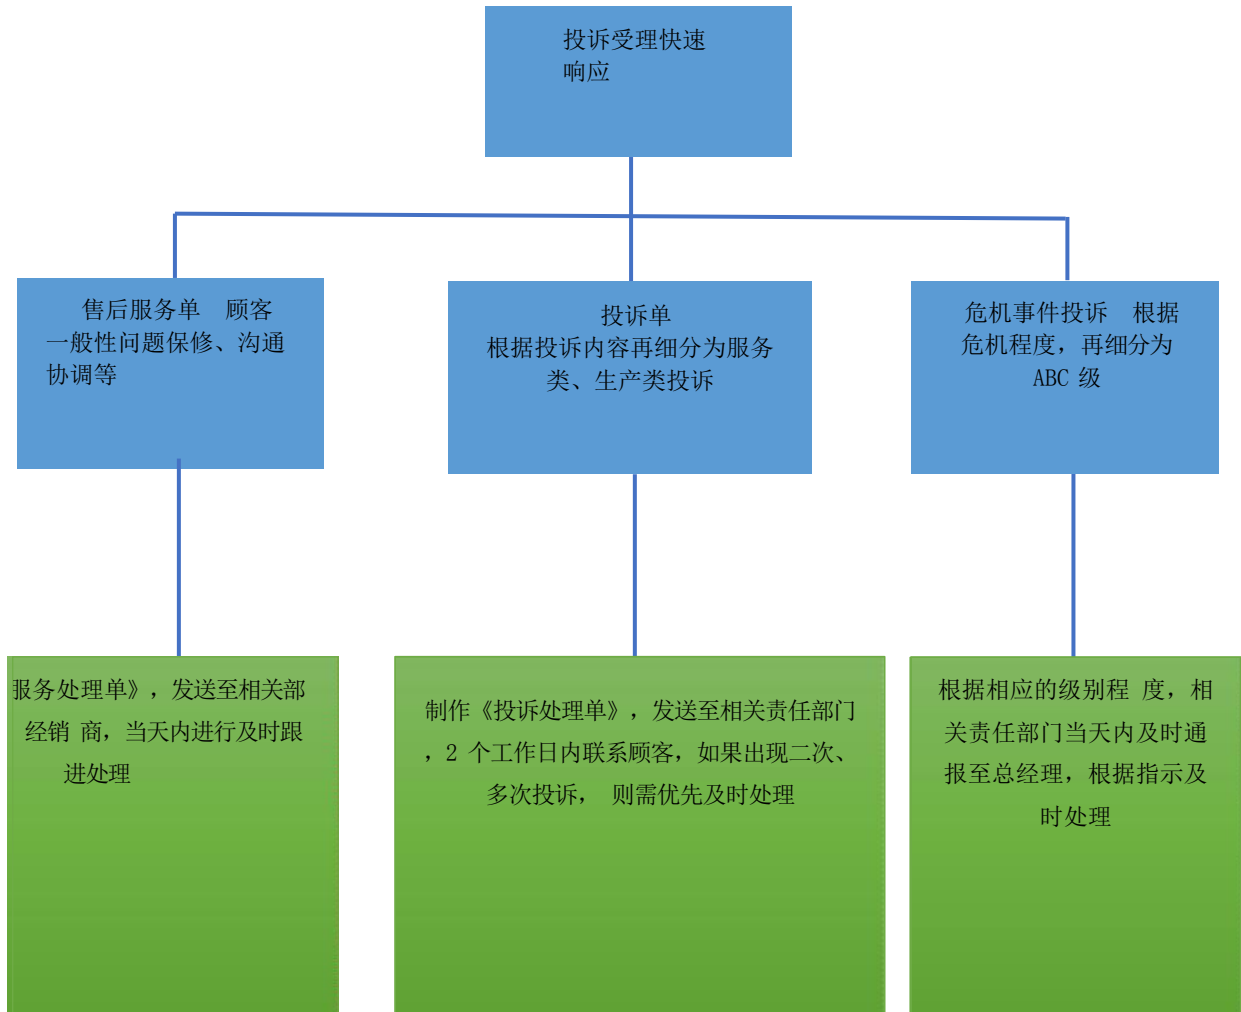 投诉受理快速
响应
售后服务单 顾客
一般性问题保修、沟通
协调等
投诉单
根据投诉内容再细分为服务
类、生产类投诉
危机事件投诉 根据
危机程度，再细分为
ABC 级
服务处理单》，发送至相关部
经销 商，当天内进行及时跟
进处理
制作《投诉处理单》，发送至相关责任部门
，2 个工作日内联系顾客，如果出现二次、
多次投诉， 则需优先及时处理
根据相应的级别程 度，相
关责任部门当天内及时通
报至总经理，根据指示及
时处理